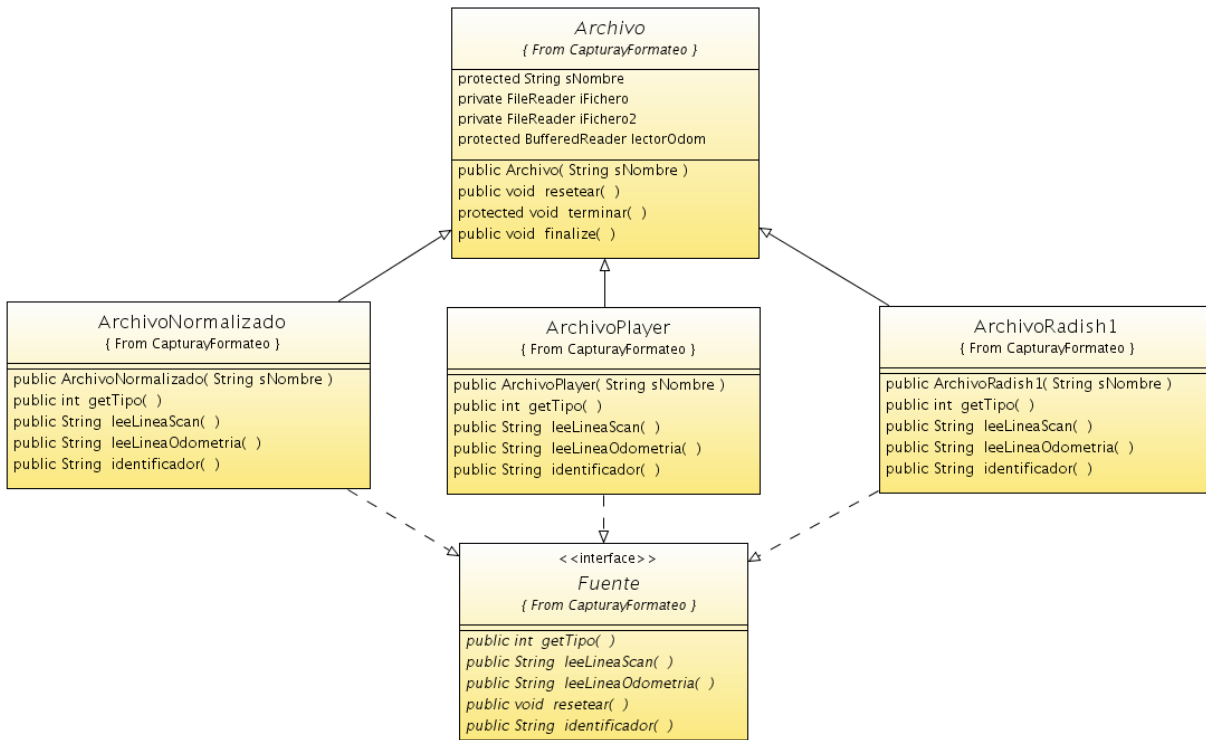 Archivo
{ From CapturayFormateo }
protected String sNombre
private FileReader iFichero
private FileReader iFichero2
protected BufferedReader lectorOdom
public Archivo( String sNombre )
public void resetear( )
protected void terminar( )
public void finalize( )
ArchivoNormalizado
{ From CapturayFormateo }
public ArchivoNormalizado( String sNombre )
public int getTipo( )
public String leeLineaScan( )
public String leeLineaOdometria( )
public String identificador( )
ArchivoPlayer
{ From CapturayFormateo }
public ArchivoPlayer( String sNombre )
public int getTipo( )
public String leeLineaScan( )
public String leeLineaOdometria( )
public String identificador( )
ArchivoRadish1
{ From CapturayFormateo }
public ArchivoRadish1( String sNombre )
public int getTipo( )
public String leeLineaScan( )
public String leeLineaOdometria( )
public String identificador( )
<<interface>>
Fuente
{ From CapturayFormateo }
public int getTipo( )
public String leeLineaScan( )
public String leeLineaOdometria( )
public void resetear( )
public String identificador( )